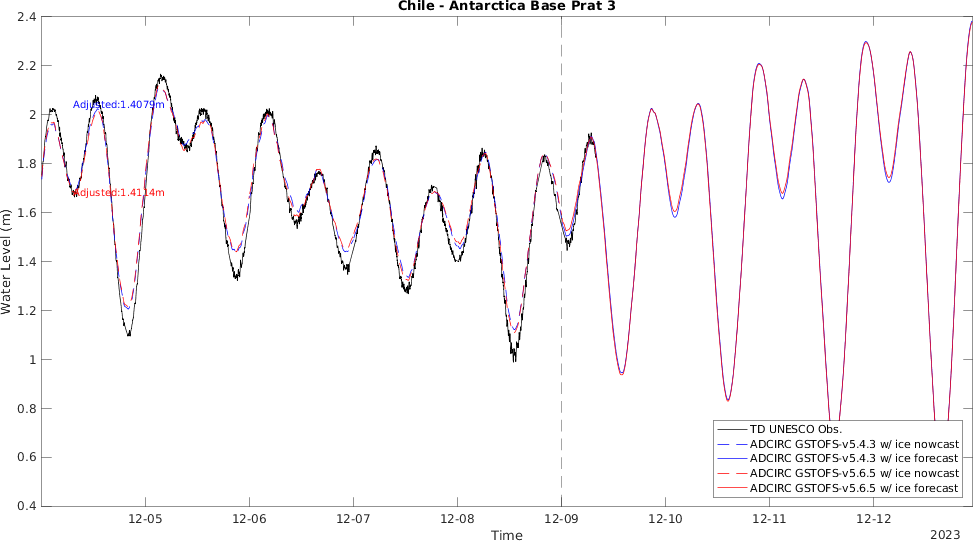 Chile - Antarctica Base Prat 3
2.4
2.2
2
1.8
1.6
1.4
1.2
1
0.8
0.6
0.4
Water Level (m)
Adjusted:1.4079m
Adjusted:1.4114m
TD UNESCO Obs.
ADCIRC GSTOFS-v5.4.3 w/ ice nowcast
ADCIRC GSTOFS-v5.4.3 w/ ice forecast
ADCIRC GSTOFS-v5.6.5 w/ ice nowcast
ADCIRC GSTOFS-v5.6.5 w/ ice forecast
12-05 12-06 12-07 12-08 12-09 12-10 12-11 12-12
Time
2023